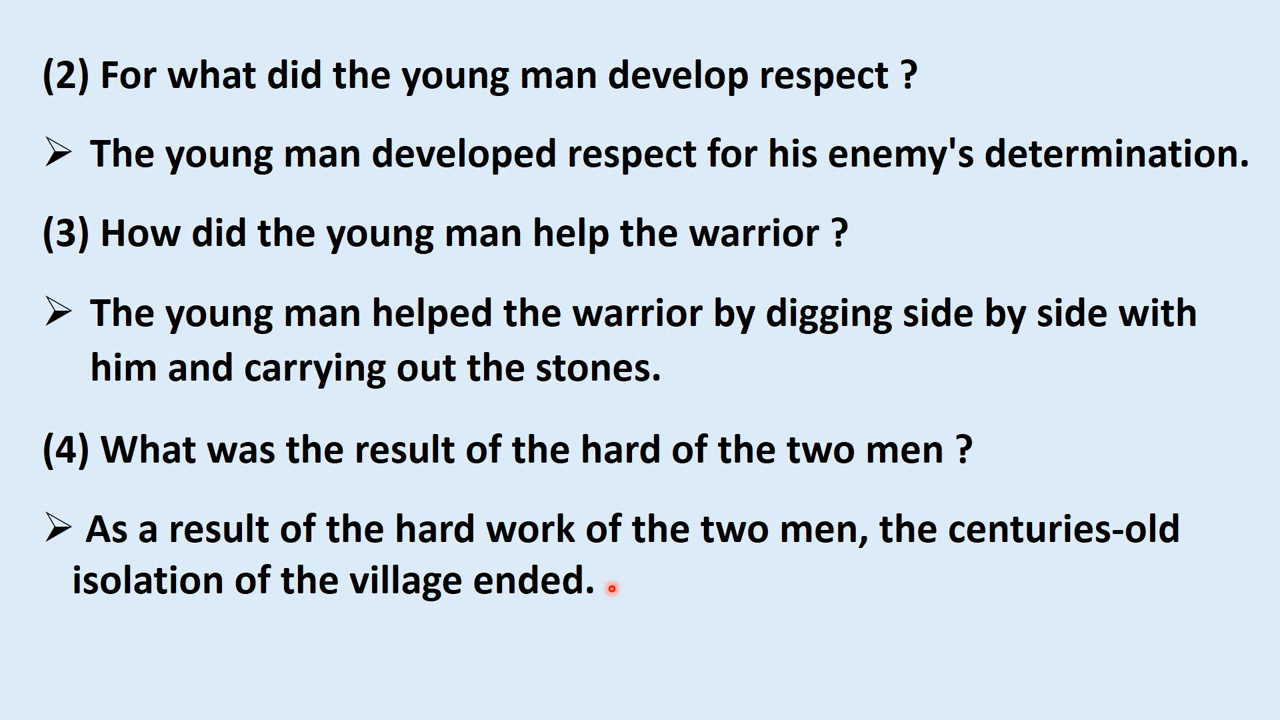 (2) For what did the young man develop respect ?
➢ The young man developed respect for his enemy's determination.
(3) How did the young man help the warrior ?
➢ The young man helped the warrior by digging side by side with
him and carrying out the stones.
(4) What was the result of the hard of the two men ?
➢ As a result of the hard work of the two men, the centuries-old
isolation of the village ended.